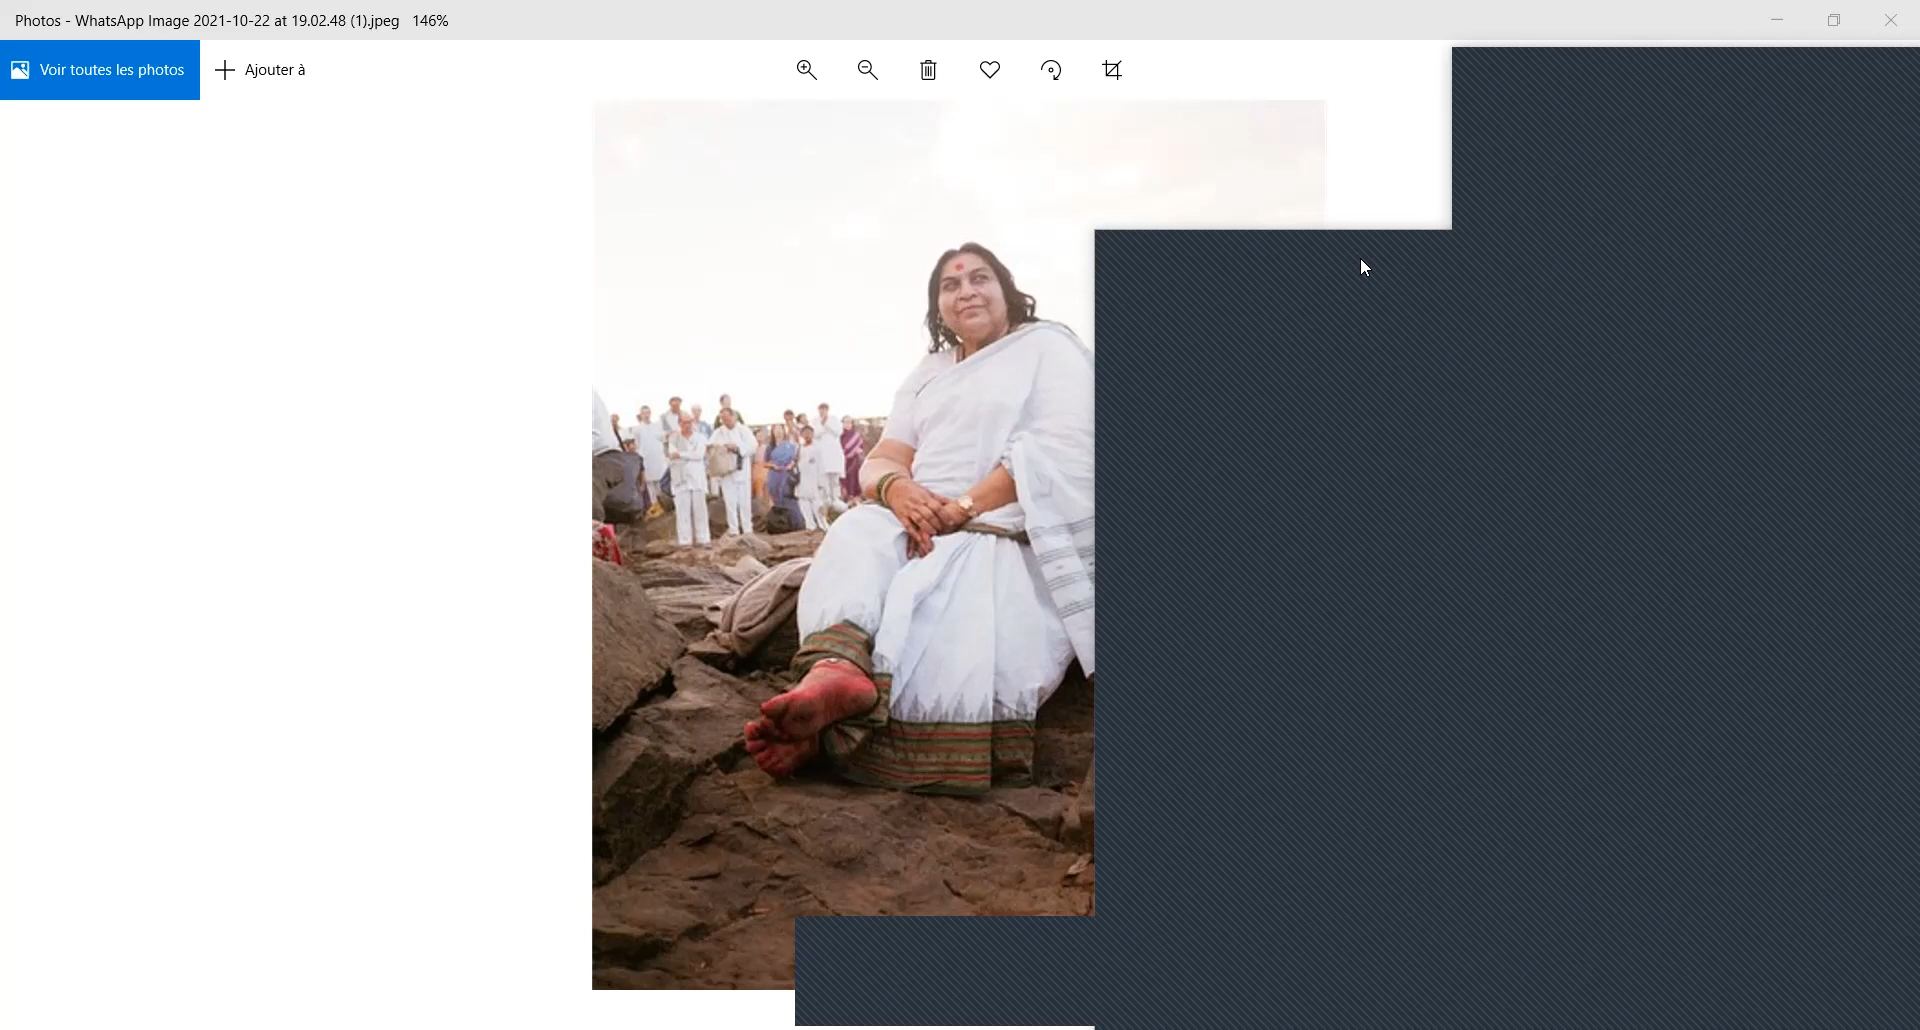 Photos - WhatsApp Image 2021-10-22 at 19.02.48 (1).jpeg 146%
Voir toutes les photos
Ajouter à